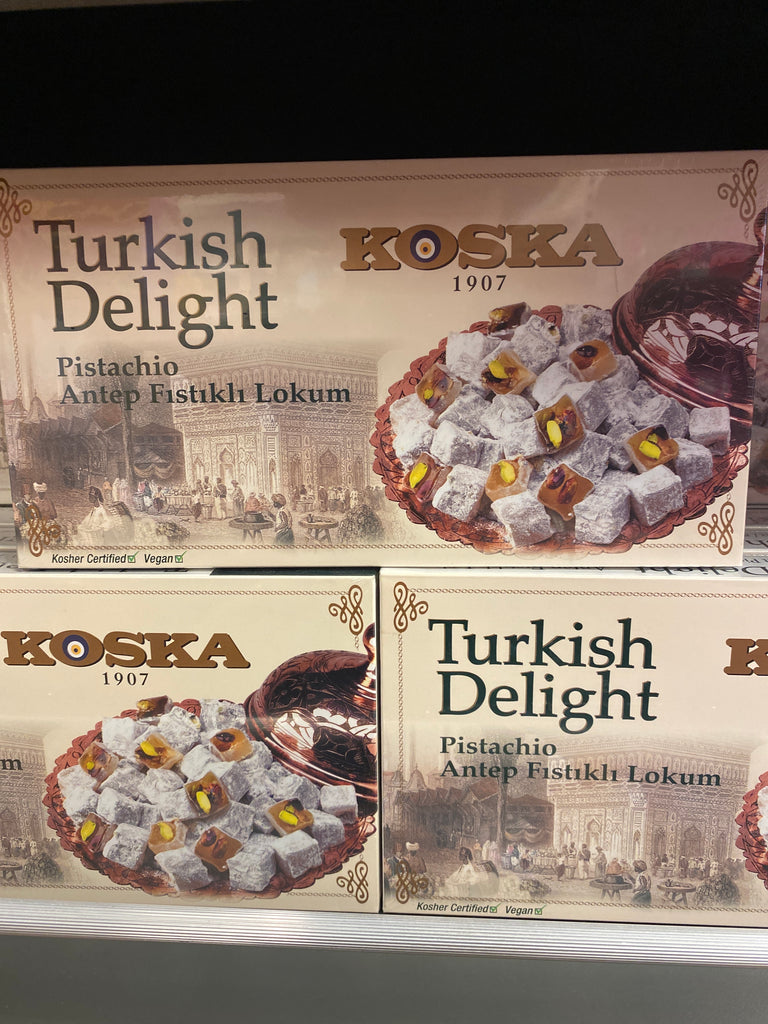 Turkish
Delight
Pistachio
Antep Fıstıklı Lokum
KOSKA
1907
Kosher Certified Vegan
KOSKA
1907
m
Turkish
Delight
Pistachio
Antep Fıstıklı Lokum
K
Kosher Certified Vegan